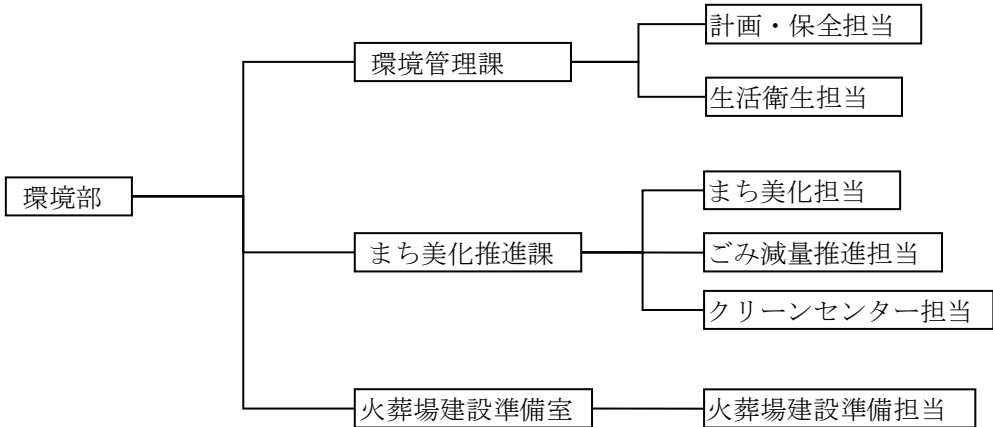 環境部
環境管理課
計画・保全担当
生活衛生担当
まち美化推進課
まち美化担当
ごみ減量推進担当
クリーンセンター担当
火葬場建設準備室
火葬場建設準備担当